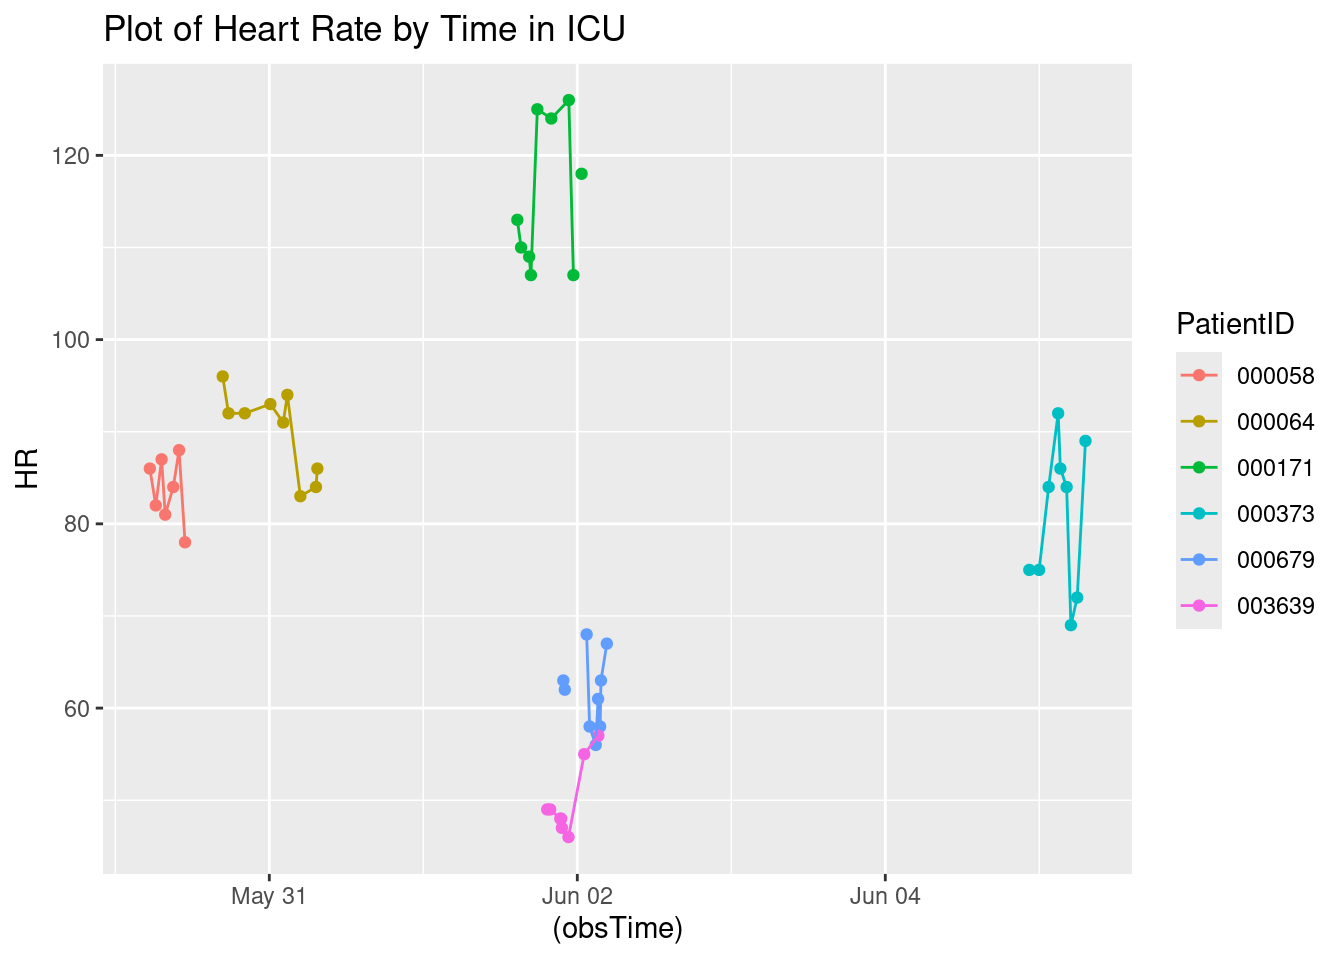 Plot of Heart Rate by Time in ICU
120
100
80
60
HR
May 31
Jun 02
Jun 04
(obsTime)
PatientID
000058
000064
000171
000373
000679
003639